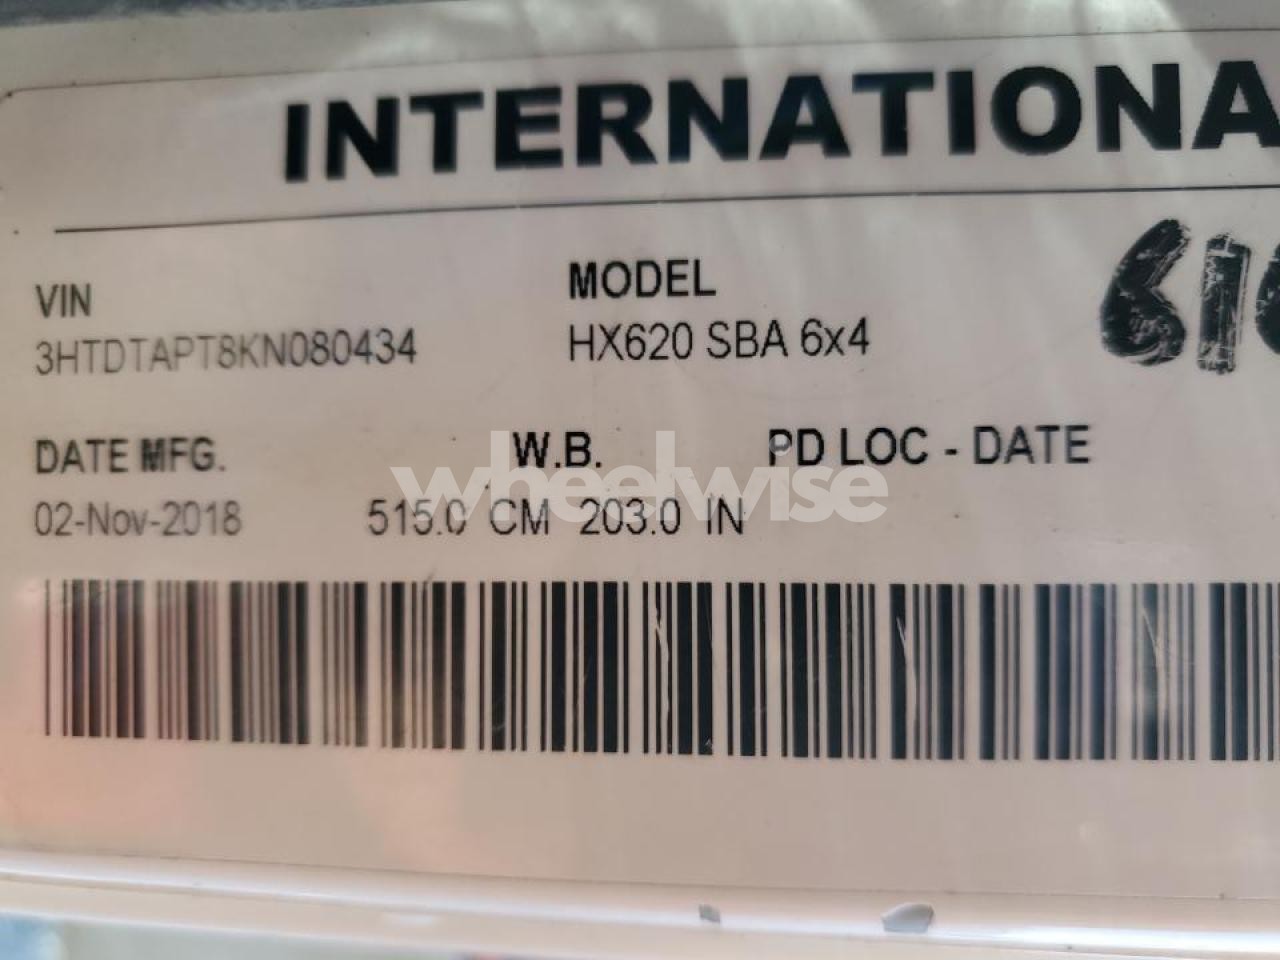 INTERNATIONA
VIN
MODEL
616
3HTDTAPT8KN080434
HX620 SBA 6x4
DATE MFG.
W.B.
PD LOC - DATE
wheelwise
02-Nov-2018
515.0 CM 203.0 IN